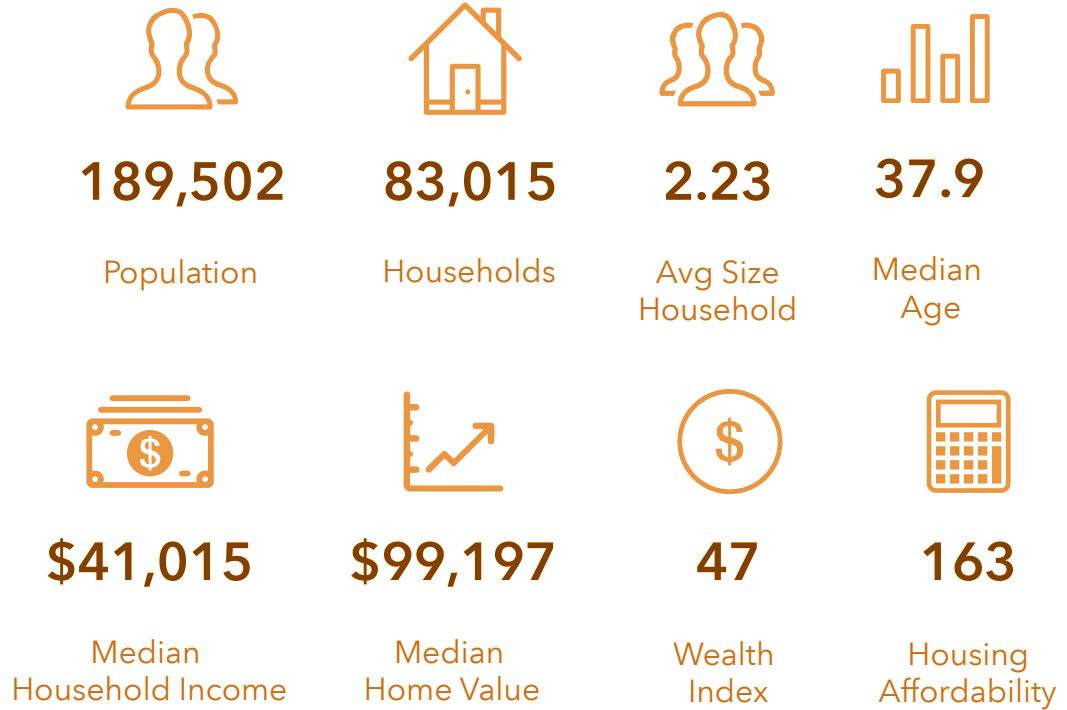 189,502
Population
83,015
Households
2.23
Avg Size
Household
37.9
Median
Age
$
$41,015
Median
Household Income
$99,197
Median
Home Value
$
47
Wealth
Index
163
Housing
Affordability